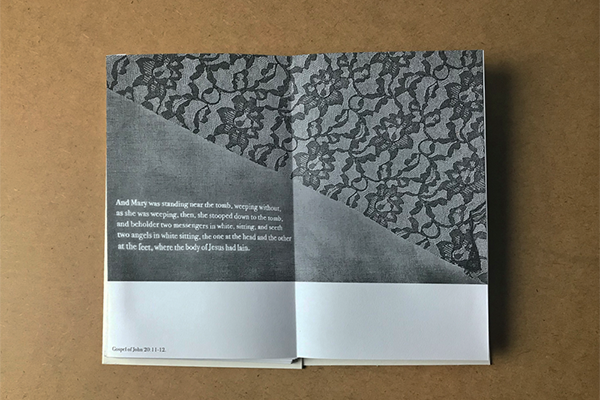 And Mary was standing near the tomb, weeping without,
as she was weeping, then, she stooped down to the tomb,
and beholder two messengers in white, sitting, and seeth
two angels in white sitting, the one at the head and the other
at the feet, where the body of Jesus had lain.
Gospel of John 20:11-12.